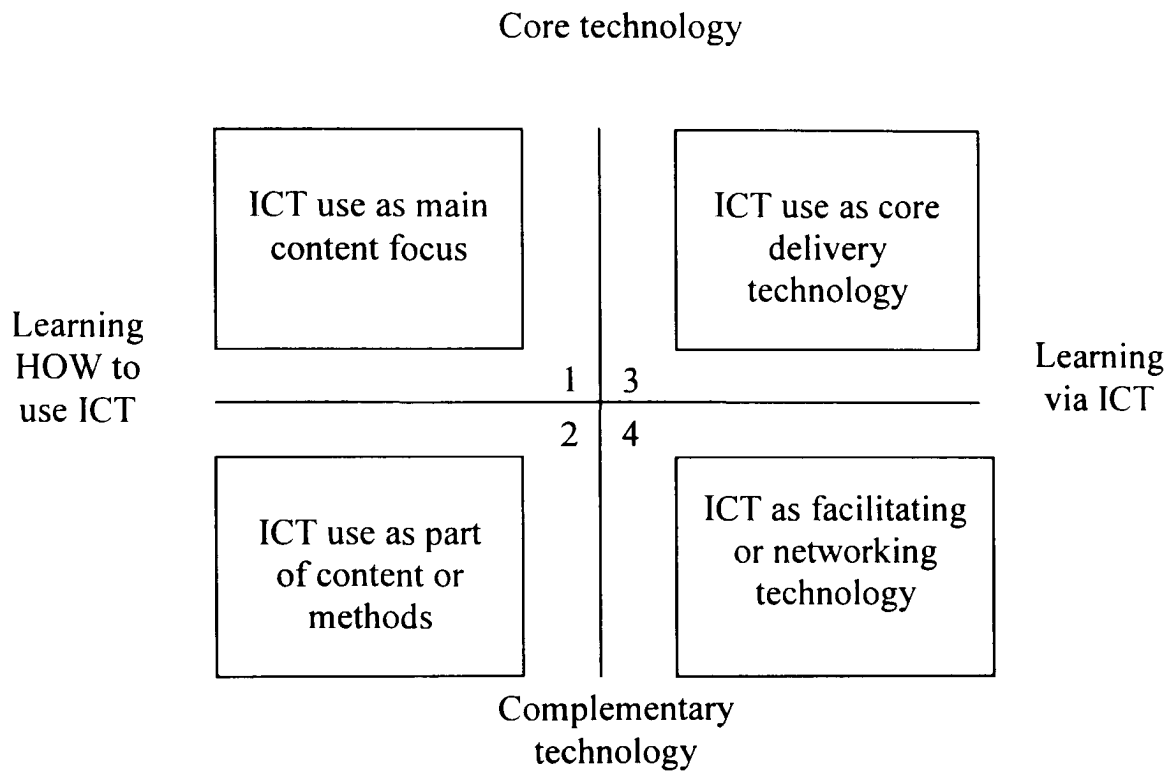 Core technology
ICT use as main
content focus
ICT use as core
delivery
technology
Learning
HOW to
use ICT
Learning
via ICT
1
3
2
4
ICT use as part
of content or
methods
ICT as facilitating
or networking
technology
Complementary
technology